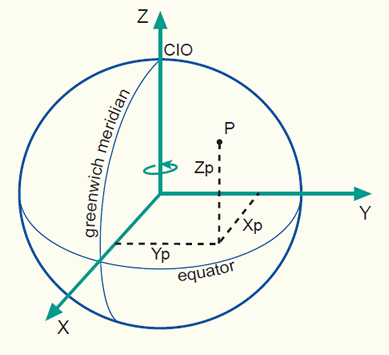 Z
CIO
greenwich meridian
P
Zp
Y
Xp
Yp
equator
X